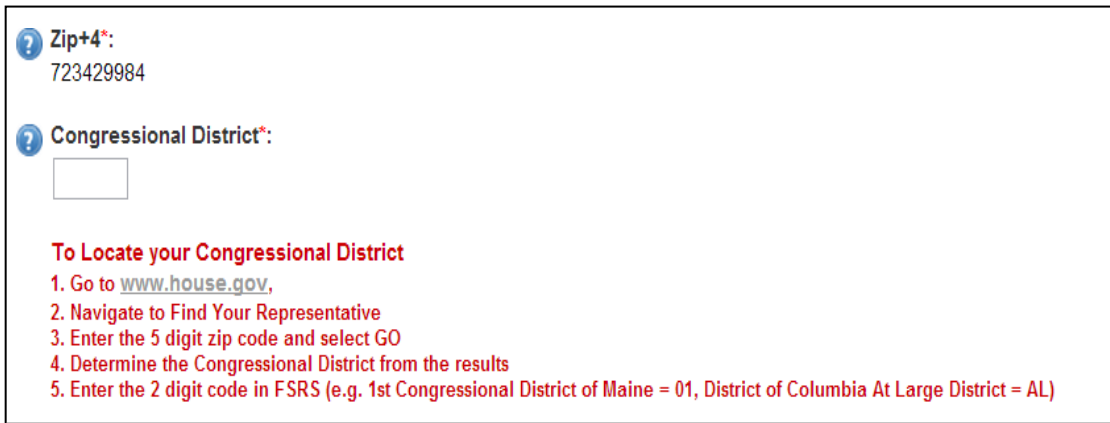 ? Zip+4*:
723429984
? Congressional District*:
To Locate your Congressional District
1. Go to www.house.gov,
2. Navigate to Find Your Representative
3. Enter the 5 digit zip code and select GO
4. Determine the Congressional District from the results
5. Enter the 2 digit code in FSRS (e.g. 1st Congressional District of Maine = 01, District of Columbia At Large District = AL)